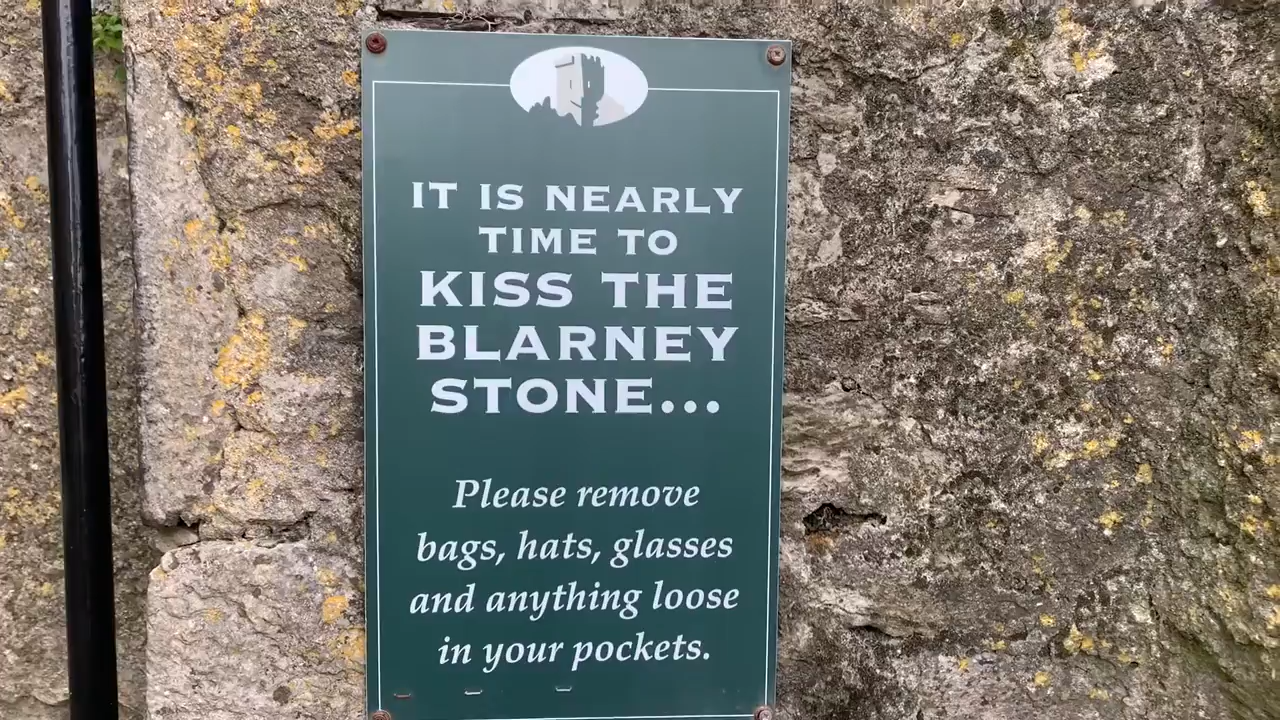 IT IS NEARLY
TIME TO
KISS THE
BLARNEY
STONE...
Please remove
bags, hats, glasses
and anything loose
in your pockets.